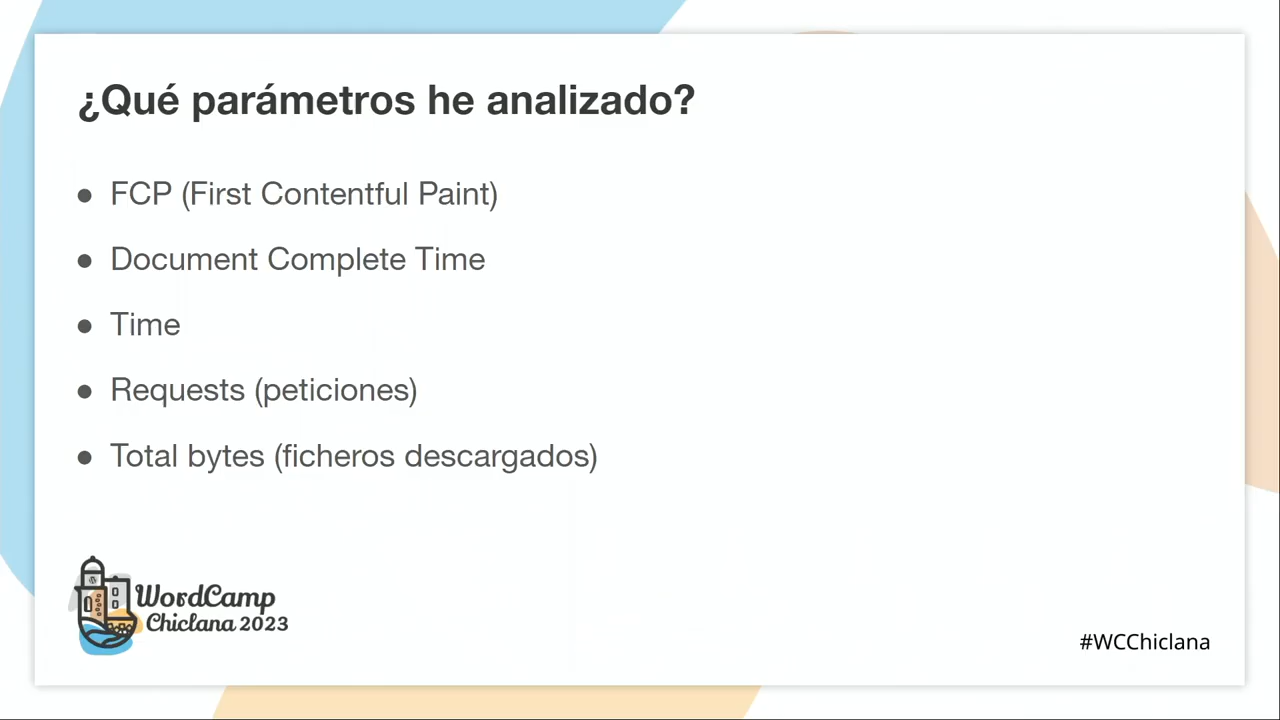 ¿Qué parámetros he analizado?
● FCP (First Contentful Paint)
● Document Complete Time
● Time
● Requests (peticiones)
● Total bytes (ficheros descargados)
WordCamp
Chiclana 2023
#WCChiclana